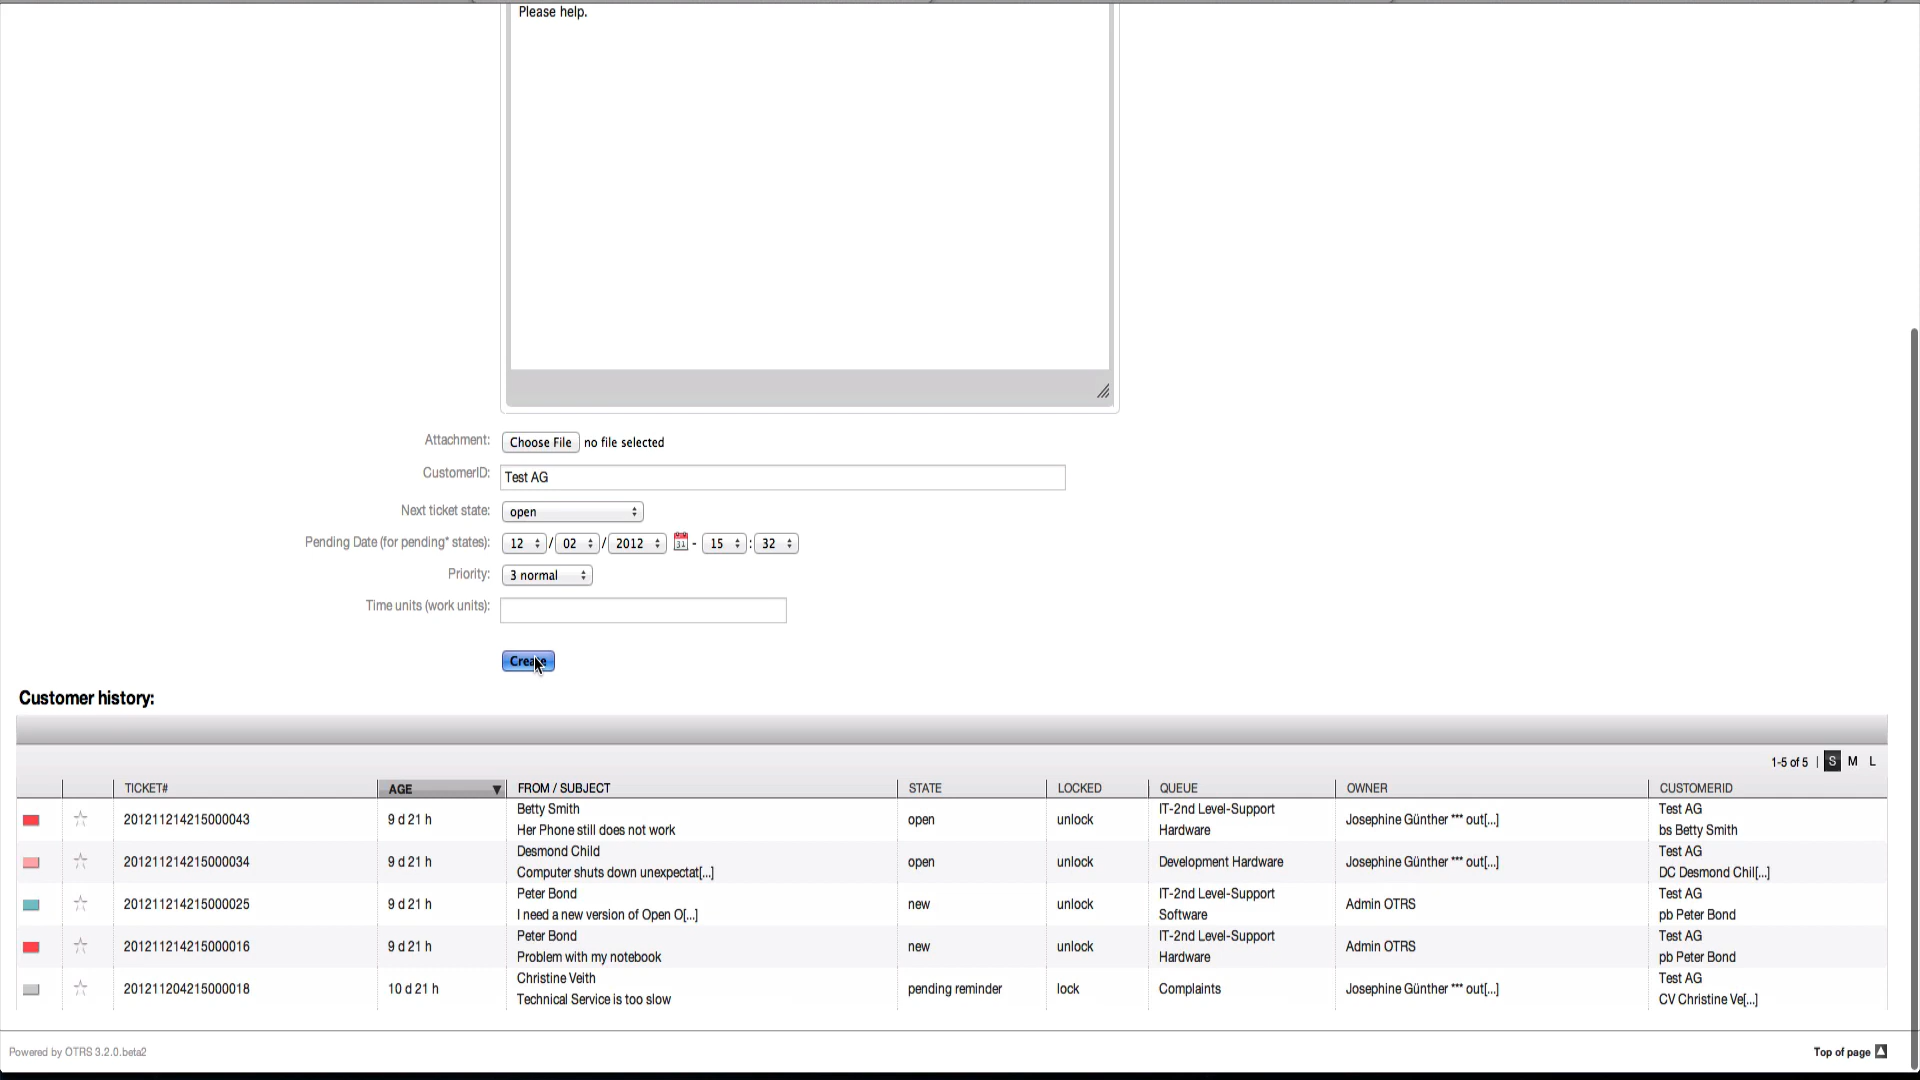 Please help.
Attachment: Choose File no file selected
CustomerID: Test AG
Next ticket state: open
Pending Date (for pending* states): 12 / 02 / 2012 31 - 15 : 32
Priority: 3 normal
Time units (work units):
Customer history:
1-5 of 5 | S M L
TICKET# AGE ▼ FROM / SUBJECT STATE LOCKED QUEUE OWNER CUSTOMERID
Betty Smith IT-2nd Level-Support Test AG
201211214215000043 9 d 21 h open unlock Josephine Günther *** out[...]
Her Phone still does not work Hardware bs Betty Smith
Desmond Child Test AG
201211214215000034 9 d 21 h open unlock Development Hardware Josephine Günther *** out[...]
Computer shuts down unexpectat[...] DC Desmond Chil[...]
Peter Bond IT-2nd Level-Support Test AG
201211214215000025 9 d 21 h new unlock Admin OTRS
I need a new version of Open O[...] Software pb Peter Bond
Peter Bond IT-2nd Level-Support Test AG
201211214215000016 9 d 21 h new unlock Admin OTRS
Problem with my notebook Hardware pb Peter Bond
Christine Veith Test AG
201211204215000018 10 d 21 h pending reminder lock Complaints Josephine Günther *** out[...]
Technical Service is too slow CV Christine Ve[...]
Powered by OTRS 3.2.0.beta2 Top of page